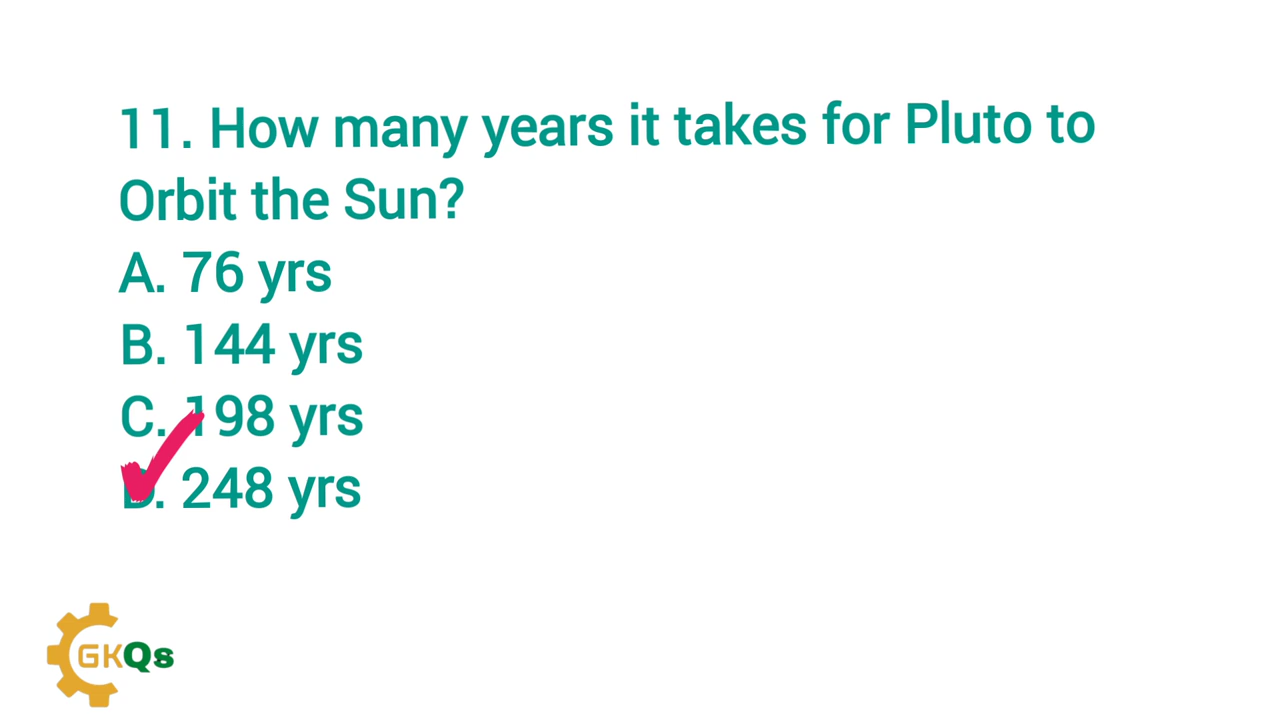 11. How many years it takes for Pluto to
Orbit the Sun?
A. 76 yrs
B. 144 yrs
C. 198 yrs
D. 248 yrs
GKQs